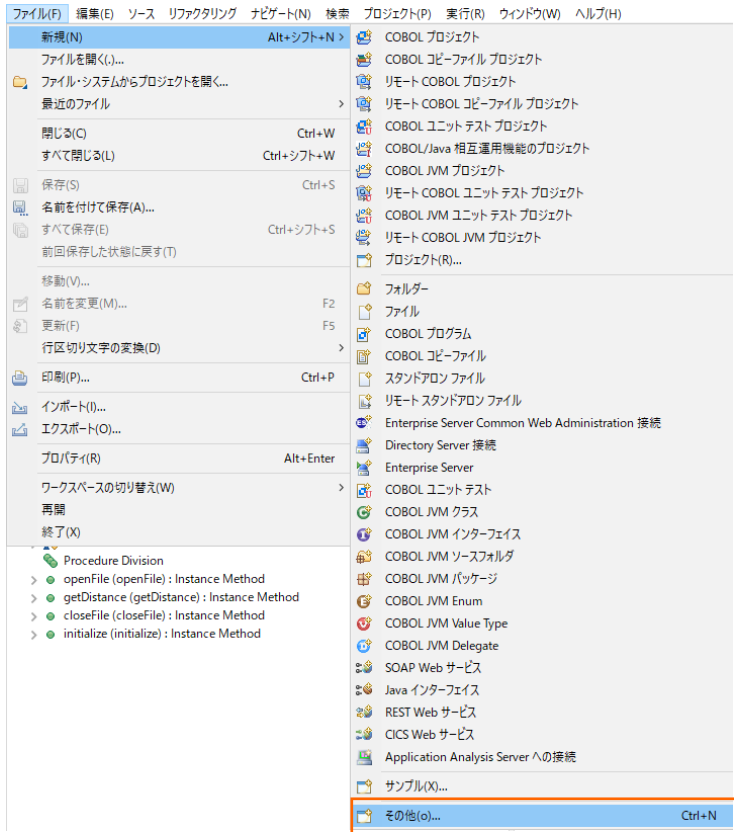 ファイル(F) 編集(E) ソース リファクタリング ナビゲート(N) 検索 プロジェクト(P) 実行(R) ウィンドウ(W) ヘルプ(H)
新規(N) Alt+シフト+N >
ファイルを開く(.)...
ファイル・システムからプロジェクトを開く...
最近のファイル >
閉じる(C) Ctrl+W
すべて閉じる(L) Ctrl+シフト+W
保存(S) Ctrl+S
名前を付けて保存(A)...
すべて保存(E) Ctrl+シフト+S
前回保存した状態に戻す(T)
移動(V)...
名前を変更(M)... F2
更新(F) F5
行区切り文字の変換(D) >
印刷(P)... Ctrl+P
インポート(I)...
エクスポート(O)...
プロパティ(R) Alt+Enter
ワークスペースの切り替え(W) >
再開
終了(X)
Procedure Division
openFile (openFile) : Instance Method
getDistance (getDistance) : Instance Method
closeFile (closeFile) : Instance Method
initialize (initialize) : Instance Method
COBOL プロジェクト
COBOL コピーファイル プロジェクト
リモート COBOL プロジェクト
リモート COBOL コピーファイル プロジェクト
COBOL ユニット テスト プロジェクト
COBOL/Java 相互運用機能のプロジェクト
COBOL JVM プロジェクト
リモート COBOL ユニット テスト プロジェクト
COBOL JVM ユニット テスト プロジェクト
リモート COBOL JVM プロジェクト
プロジェクト(R)...
フォルダー
ファイル
COBOL プログラム
COBOL コピーファイル
スタンドアロン ファイル
リモート スタンドアロン ファイル
Enterprise Server Common Web Administration 接続
Directory Server 接続
Enterprise Server
COBOL ユニット テスト
COBOL JVM クラス
COBOL JVM インターフェイス
COBOL JVM ソースフォルダ
COBOL JVM パッケージ
COBOL JVM Enum
COBOL JVM Value Type
COBOL JVM Delegate
SOAP Web サービス
Java インターフェイス
REST Web サービス
CICS Web サービス
Application Analysis Server への接続
サンプル(X)...
その他(o)... Ctrl+N